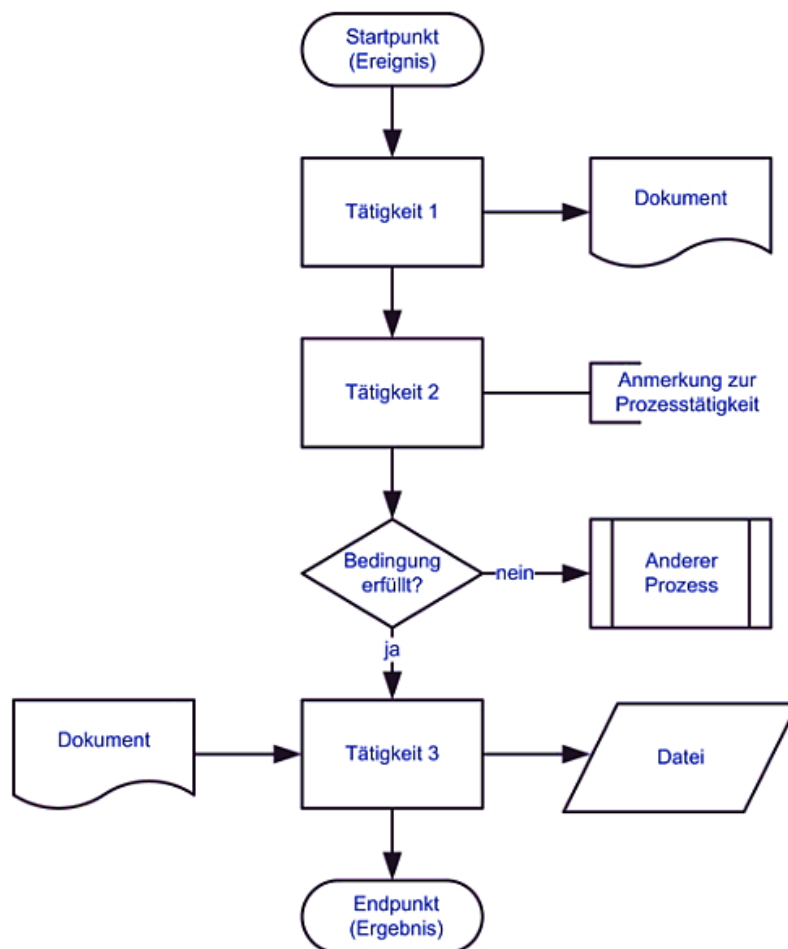 Startpunkt
(Ereignis)
Tätigkeit 1
Dokument
Tätigkeit 2
Anmerkung zur
Prozesstätigkeit
Bedingung
erfüllt?
nein
Anderer
Prozess
ja
Dokument
Tätigkeit 3
Datei
Endpunkt
(Ergebnis)